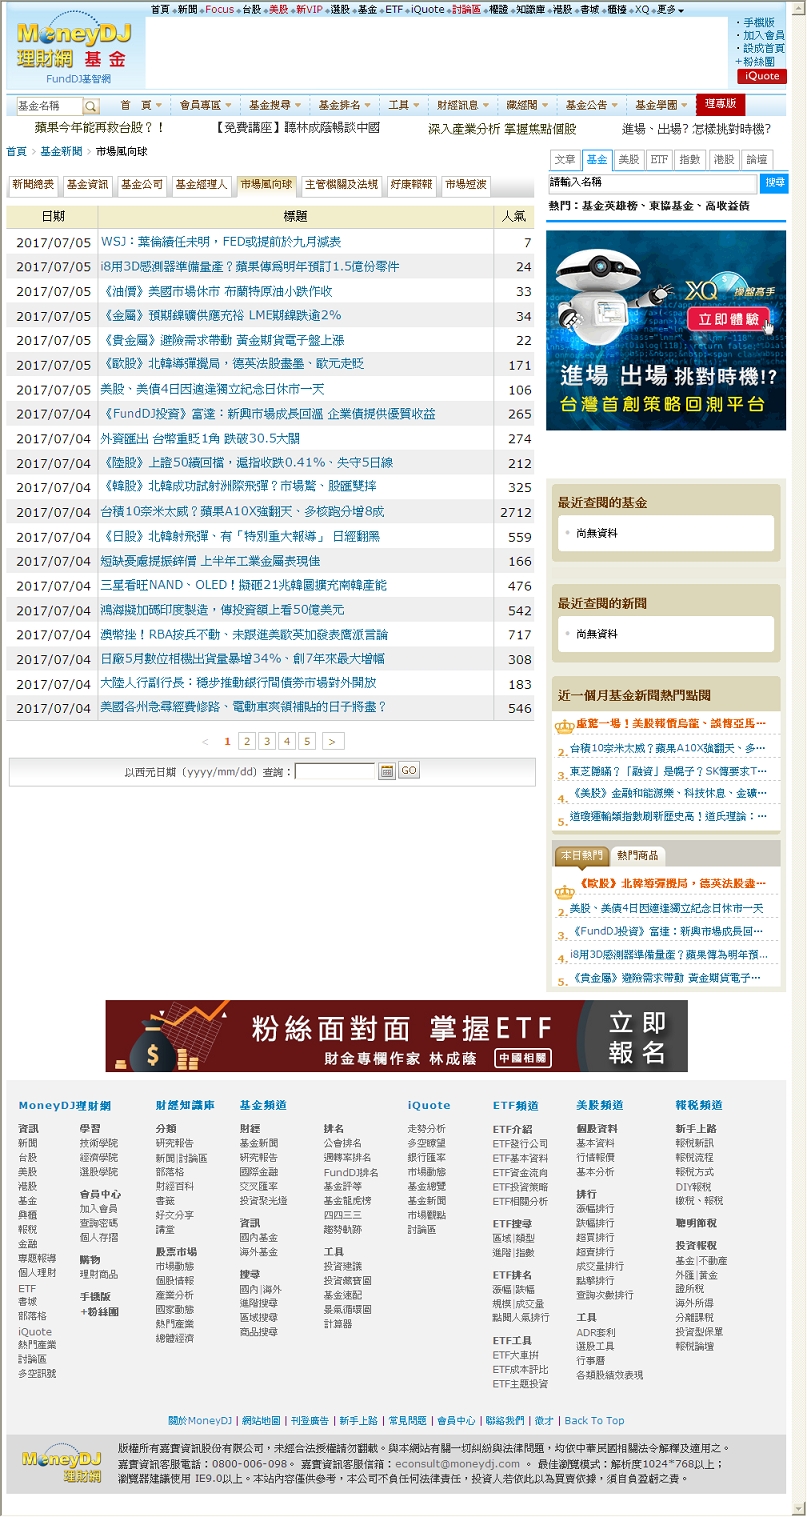 首頁 新聞 Focus 台股 美股 新VIP 選股 基金 ETF iQuote 討論區 權證 知識庫 港股 書城 櫃檯 XQ 更多
MoneyDJ
理財網 基金
FundDJ基智網
手機版
加入會員
設成首頁
+粉絲團
iQuote
基金名稱 首 頁 會員專區 基金搜尋 基金排名 工具 財經訊息 藏經閣 基金公告 基金學園 理專版
蘋果今年能再救台股?! 【免費講座】聽林成蔭暢談中國 深入產業分析 掌握焦點個股 進場、出場? 怎樣挑對時機?
首頁 > 基金新聞 > 市場風向球
新聞總表 基金資訊 基金公司 基金經理人 市場風向球 主管機關及法規 好康報報 市場短波
日期 標題 人氣
2017/07/05 WSJ:葉倫續任未明,FED或提前於九月減表 7
2017/07/05 i8用3D感測器準備量產?蘋果傳為明年預訂1.5億份零件 24
2017/07/05 《油價》美國市場休市 布蘭特原油小跌作收 33
2017/07/05 《金屬》預期鎳礦供應充裕 LME期鎳跌逾2% 34
2017/07/05 《貴金屬》避險需求帶動 黃金期貨電子盤上漲 22
2017/07/05 《歐股》北韓導彈攪局,德英法股盡墨、歐元走貶 171
2017/07/05 美股、美債4日因適逢獨立紀念日休市一天 106
2017/07/04 《FundDJ投資》富達:新興市場成長回溫 企業債提供優質收益 265
2017/07/04 外資匯出 台幣重貶1角 跌破30.5大關 274
2017/07/04 《陸股》上證50續回檔,滬指收跌0.41%、失守5日線 212
2017/07/04 《韓股》北韓成功試射洲際飛彈?市場驚、股匯雙摔 325
2017/07/04 台積10奈米太威?蘋果A10X強翻天、多核跑分增8成 2712
2017/07/04 《日股》北韓射飛彈、有「特別重大報導」 日經翻黑 559
2017/07/04 短缺憂慮提振鋅價 上半年工業金屬表現佳 166
2017/07/04 三星看旺NAND、OLED!擬砸21兆韓圜擴充南韓產能 476
2017/07/04 鴻海擬加碼印度製造,傳投資額上看50億美元 542
2017/07/04 澳幣挫!RBA按兵不動、未跟進美歐英加發表鷹派言論 717
2017/07/04 日廠5月數位相機出貨量暴增34%、創7年來最大增幅 308
2017/07/04 大陸人行副行長:穩步推動銀行間債券市場對外開放 183
2017/07/04 美國各州急尋經費修路、電動車爽領補貼的日子將盡? 546
< 1 2 3 4 5 >
以西元日期 (yyyy/mm/dd) 查詢: GO
文章 基金 美股 ETF 指數 港股 論壇
請輸入名稱 搜尋
熱門:基金英雄榜、東協基金、高收益債
XQ 操盤高手
立即體驗
進場 出場 挑對時機!?
台灣首創策略回測平台
最近查閱的基金
尚無資料
最近查閱的新聞
尚無資料
近一個月基金新聞熱門點閱
虛驚一場!美股報價烏龍、誤傳亞馬…
2. 台積10奈米太威?蘋果A10X強翻天、多…
3. 東芝隱瞞?「融資」是幌子?SK傳要求T…
4. 《美股》金融和能源樂、科技休息、金礦…
5. 道瓊運輸類指數刷新歷史高!道氏理論:…
本日熱門 熱門商品
《歐股》北韓導彈攪局,德英法股盡…
2. 美股、美債4日因適逢獨立紀念日休市一天
3. 《FundDJ投資》富達:新興市場成長回…
4. i8用3D感測器準備量產?蘋果傳為明年預…
5. 《貴金屬》避險需求帶動 黃金期貨電子…
粉絲面對面 掌握ETF
財金專欄作家 林成蔭 中國相關
立即報名
MoneyDJ理財網
資訊
新聞
台股
美股
港股
基金
興櫃
報稅
金融
專題報導
個人理財
ETF
書城
部落格
iQuote
熱門產業
討論區
多空訊號
學習
技術學院
經濟學院
選股學院
會員中心
加入會員
查詢密碼
個人存摺
購物
理財商品
手機版
+粉絲團
財經知識庫
分類
研究報告
新聞|討論區
部落格
財經百科
書籤
好文分享
講堂
股票市場
市場動態
個股情報
產業分析
國家動態
熱門產業
總體經濟
基金頻道
財經
基金新聞
研究報告
國際金融
交叉匯率
投資聚光燈
資訊
國內基金
海外基金
搜尋
國內|海外
進階搜尋
區域搜尋
商品搜尋
排名
公會排名
週轉率排名
FundDJ排名
基金評等
基金龍虎榜
四四三三
趨勢軌跡
工具
投資建議
投資藏寶圖
基金速配
景氣循環圖
計算器
iQuote
走勢分析
多空瞭望
銀行匯率
市場動態
基金總覽
基金新聞
市場觀點
討論區
ETF頻道
ETF介紹
ETF發行公司
ETF基本資料
ETF資金流向
ETF投資策略
ETF相關分析
ETF搜尋
區域|類型
進階|指數
ETF排名
漲幅|跌幅
規模|成交量
點閱人氣排行
ETF工具
ETF大車拚
ETF成本評比
ETF主題投資
美股頻道
個股資料
基本資料
行情報價
基本分析
排行
漲幅排行
跌幅排行
超買排行
超賣排行
成交量排行
點擊排行
查詢次數排行
工具
ADR套利
選股工具
行事曆
各類股績效表現
報稅頻道
新手上路
報稅新訊
報稅流程
報稅方式
DIY報稅
繳稅、報稅
聰明節稅
投資報稅
基金|不動產
外匯|黃金
證所稅
海外所得
分離課稅
投資型保單
報稅論壇
關於MoneyDJ | 網站地圖 | 刊登廣告 | 新手上路 | 常見問題 | 會員中心 | 聯絡我們 | 徵才 | Back To Top
MoneyDJ
理財網
版權所有嘉實資訊股份有限公司,未經合法授權請勿翻載。與本網站有關一切糾紛與法律問題,均依中華民國相關法令解釋及適用之。
嘉實資訊客服電話:0800-006-098。 嘉實資訊客服信箱:econsult@moneydj.com 。 最佳瀏覽模式:解析度1024*768以上;
瀏覽器建議使用 IE9.0以上。本站內容僅供參考,本公司不負任何法律責任,投資人若依此以為買賣依據,須自負盈虧之責。